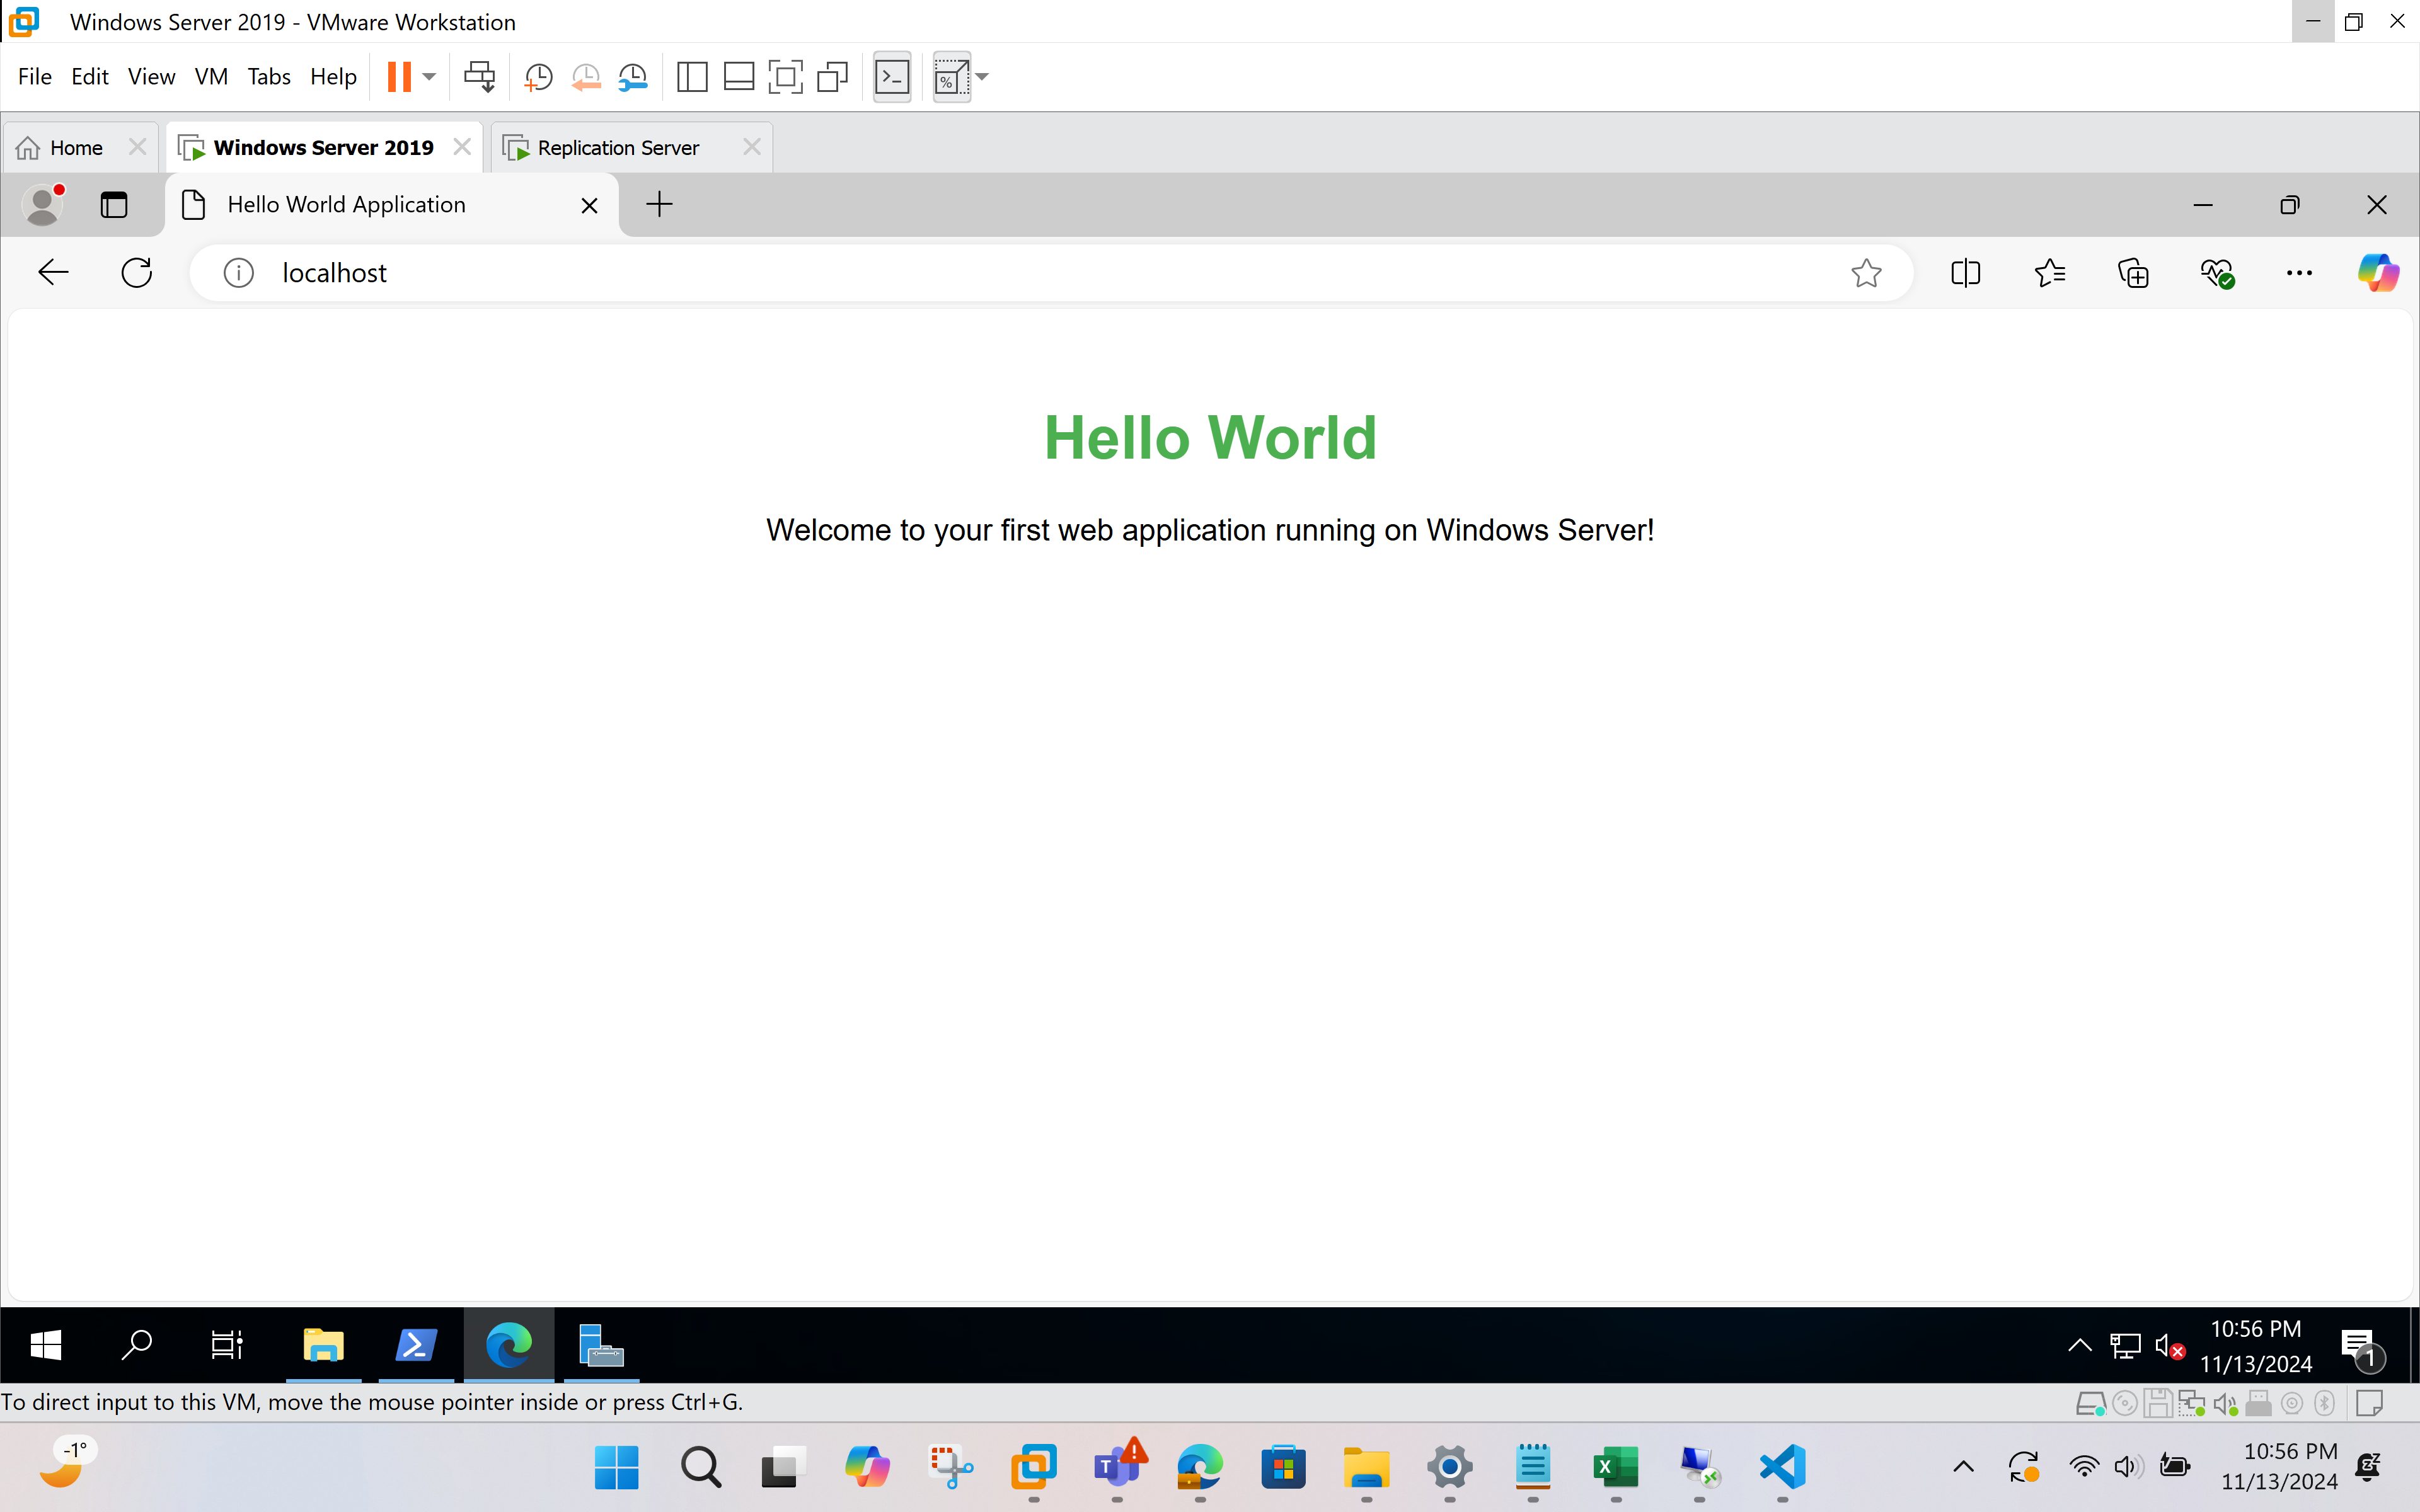 Windows Server 2019 - VMware Workstation
File Edit View VM Tabs Help
Home Windows Server 2019 Replication Server
Hello World Application
localhost
Hello World
Welcome to your first web application running on Windows Server!
10:56 PM
11/13/2024
1
To direct input to this VM, move the mouse pointer inside or press Ctrl+G.
-1°
10:56 PM
11/13/2024